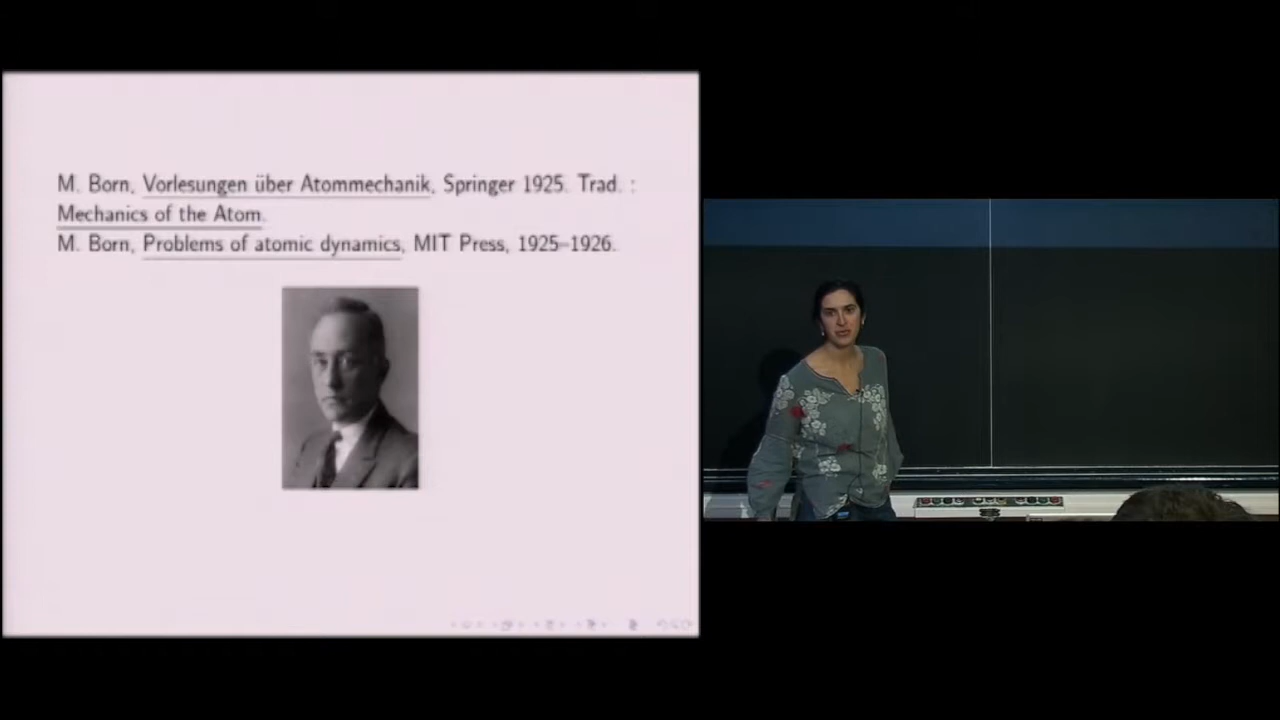 M. Born, Vorlesungen über Atommechanik, Springer 1925. Trad. :
Mechanics of the Atom.
M. Born, Problems of atomic dynamics, MIT Press, 1925–1926.